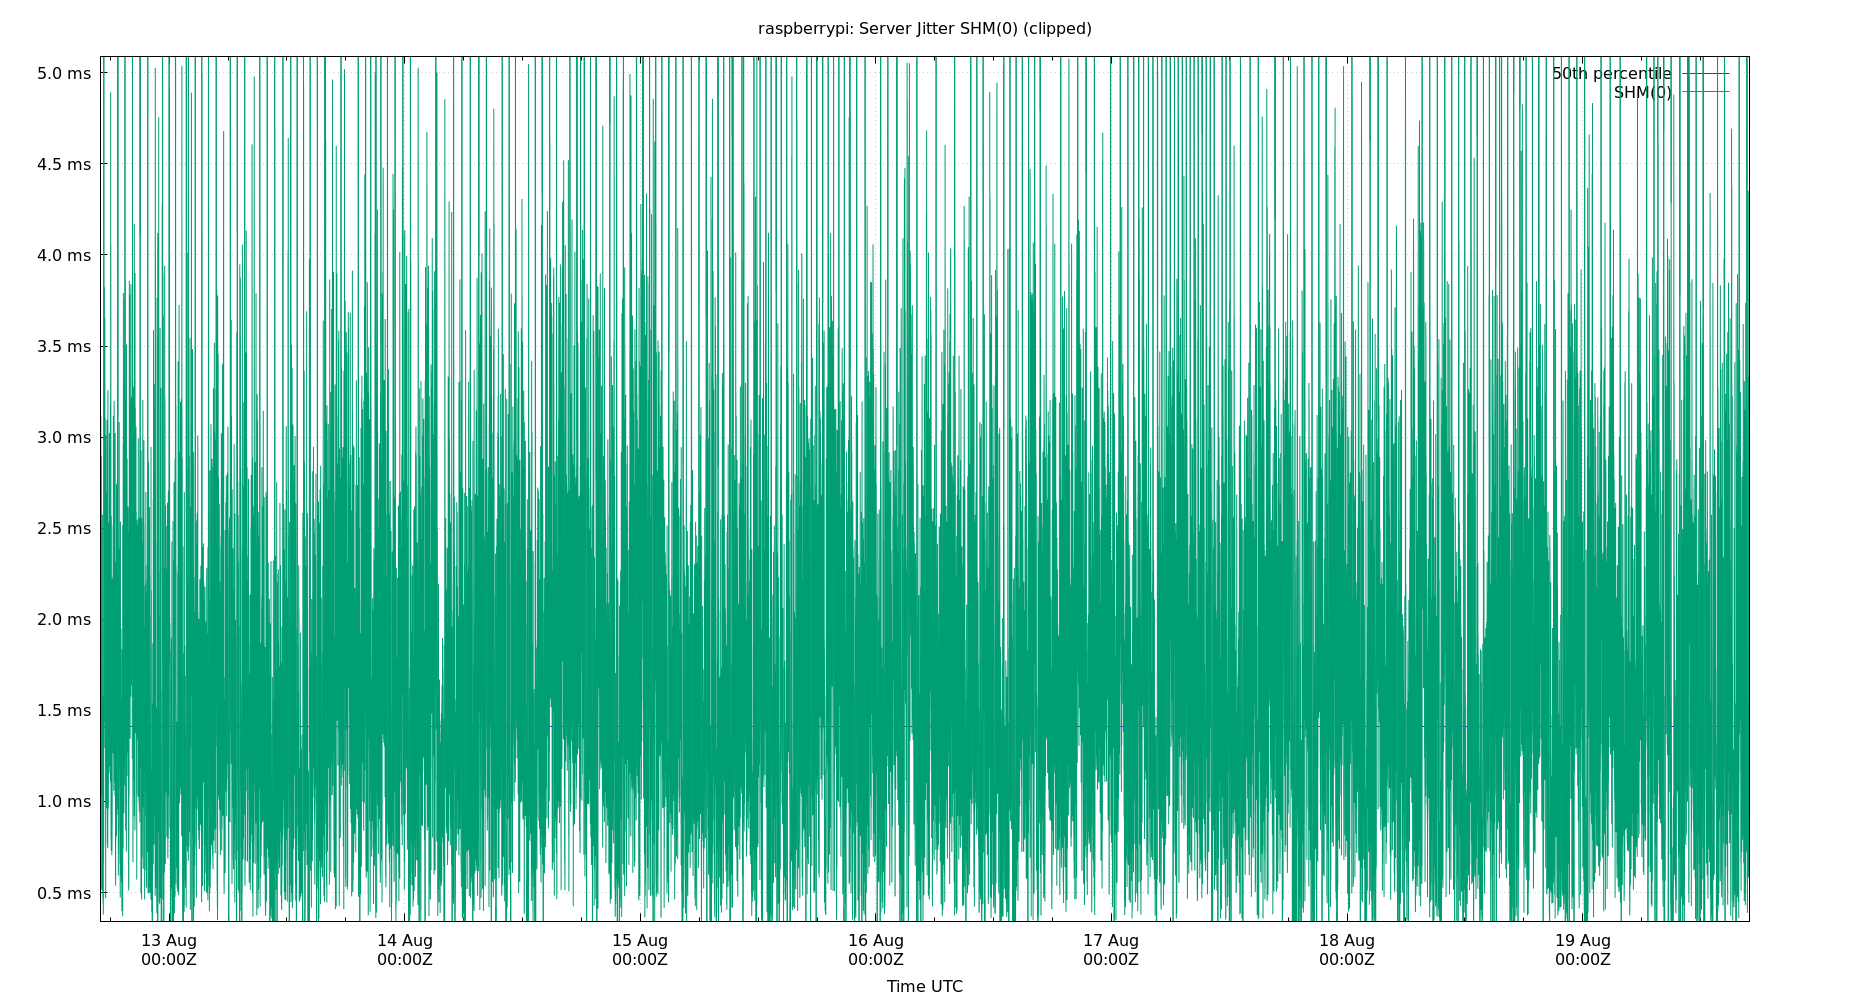 raspberrypi: Server Jitter SHM(0) (clipped)
5.0 ms
50th percentile
SHM(0)
4.5 ms
4.0 ms
3.5 ms
3.0 ms
2.5 ms
2.0 ms
1.5 ms
1.0 ms
0.5 ms
13 Aug 14 Aug 15 Aug 16 Aug 17 Aug 18 Aug 19 Aug
00:00Z 00:00Z 00:00Z 00:00Z 00:00Z 00:00Z 00:00Z
Time UTC